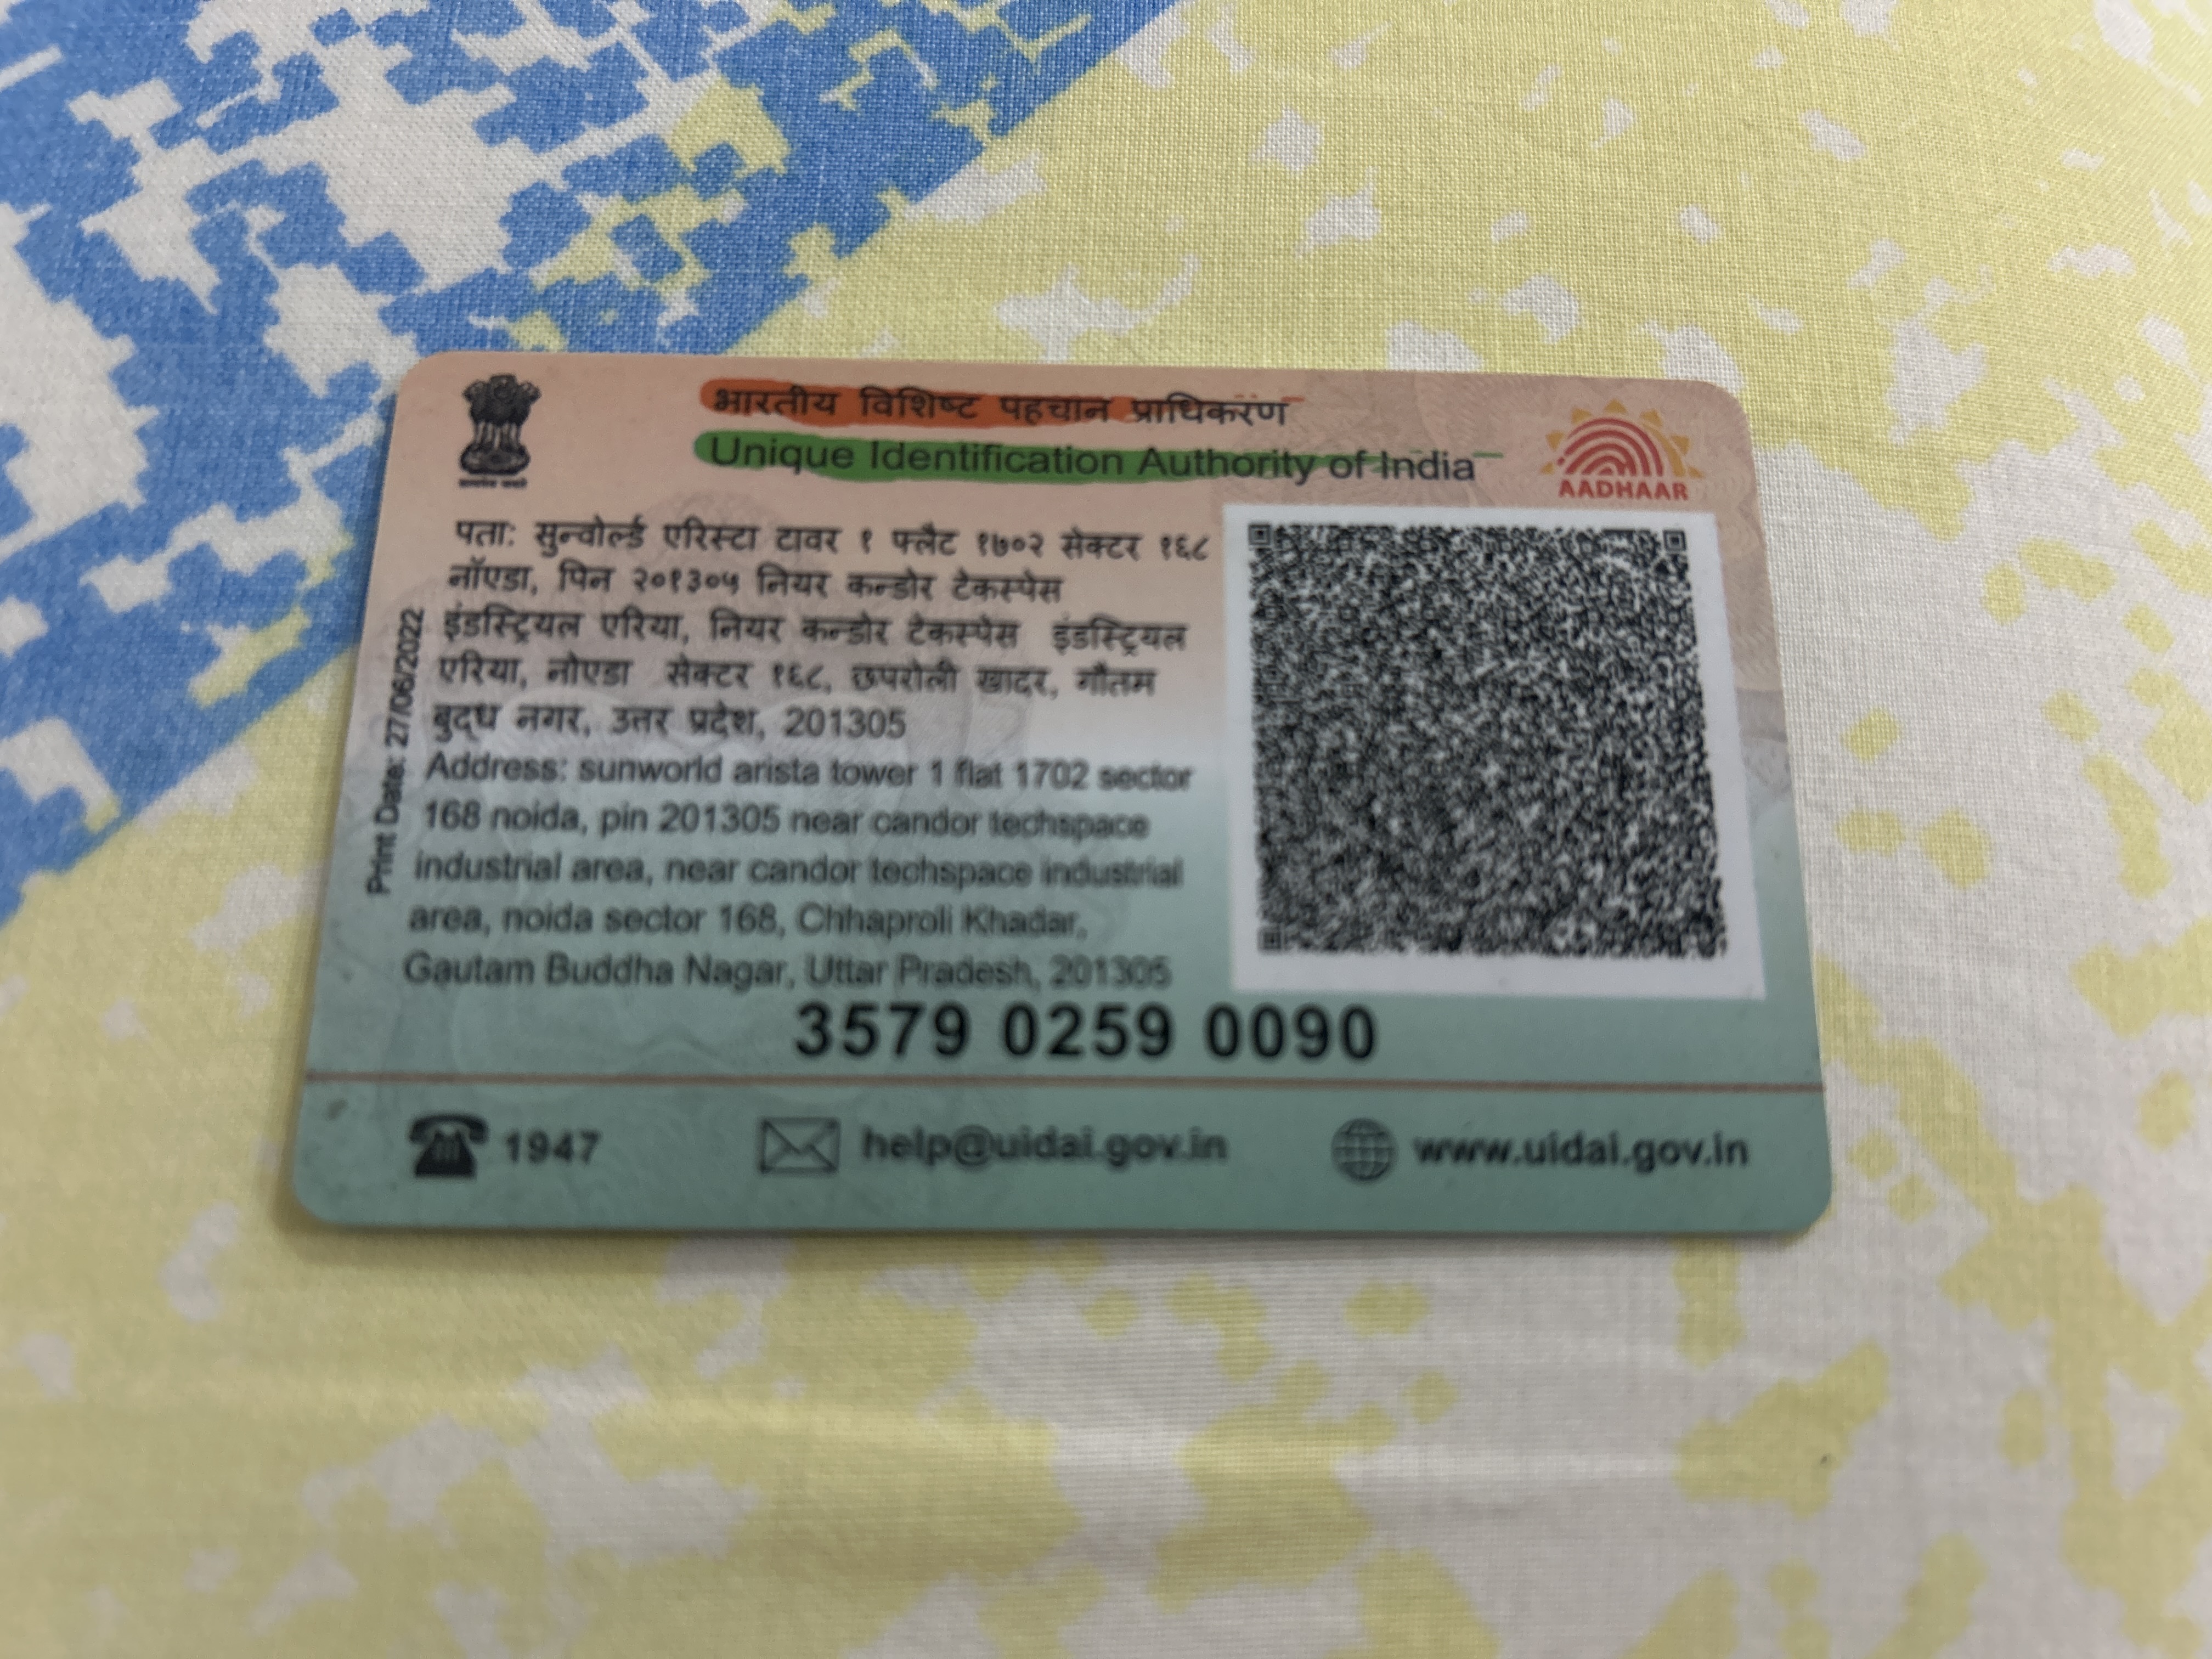 भारतीय विशिष्ट पहचान प्राधिकरण
Unique Identification Authority of India
AADHAAR
पता: सुन्वोर्ल्ड एरिस्टा टावर १ फ्लैट १७०२ सेक्टर १६८
नॉएडा, पिन २०१३०५ नियर कन्डोर टेकस्पेस
इंडस्ट्रियल एरिया, नियर कन्डोर टेकस्पेस इंडस्ट्रियल
एरिया, नोएडा सेक्टर १६८, छपरोली खादर, गौतम
बुद्ध नगर, उत्तर प्रदेश, 201305
Address: sunworld arista tower 1 flat 1702 sector
168 noida, pin 201305 near candor techspace
industrial area, near candor techspace industrial
area, noida sector 168, Chhaproli Khadar,
Gautam Buddha Nagar, Uttar Pradesh, 201305
Print Date: 27/06/2022
3579 0259 0090
1947
help@uidai.gov.in
www.uidai.gov.in